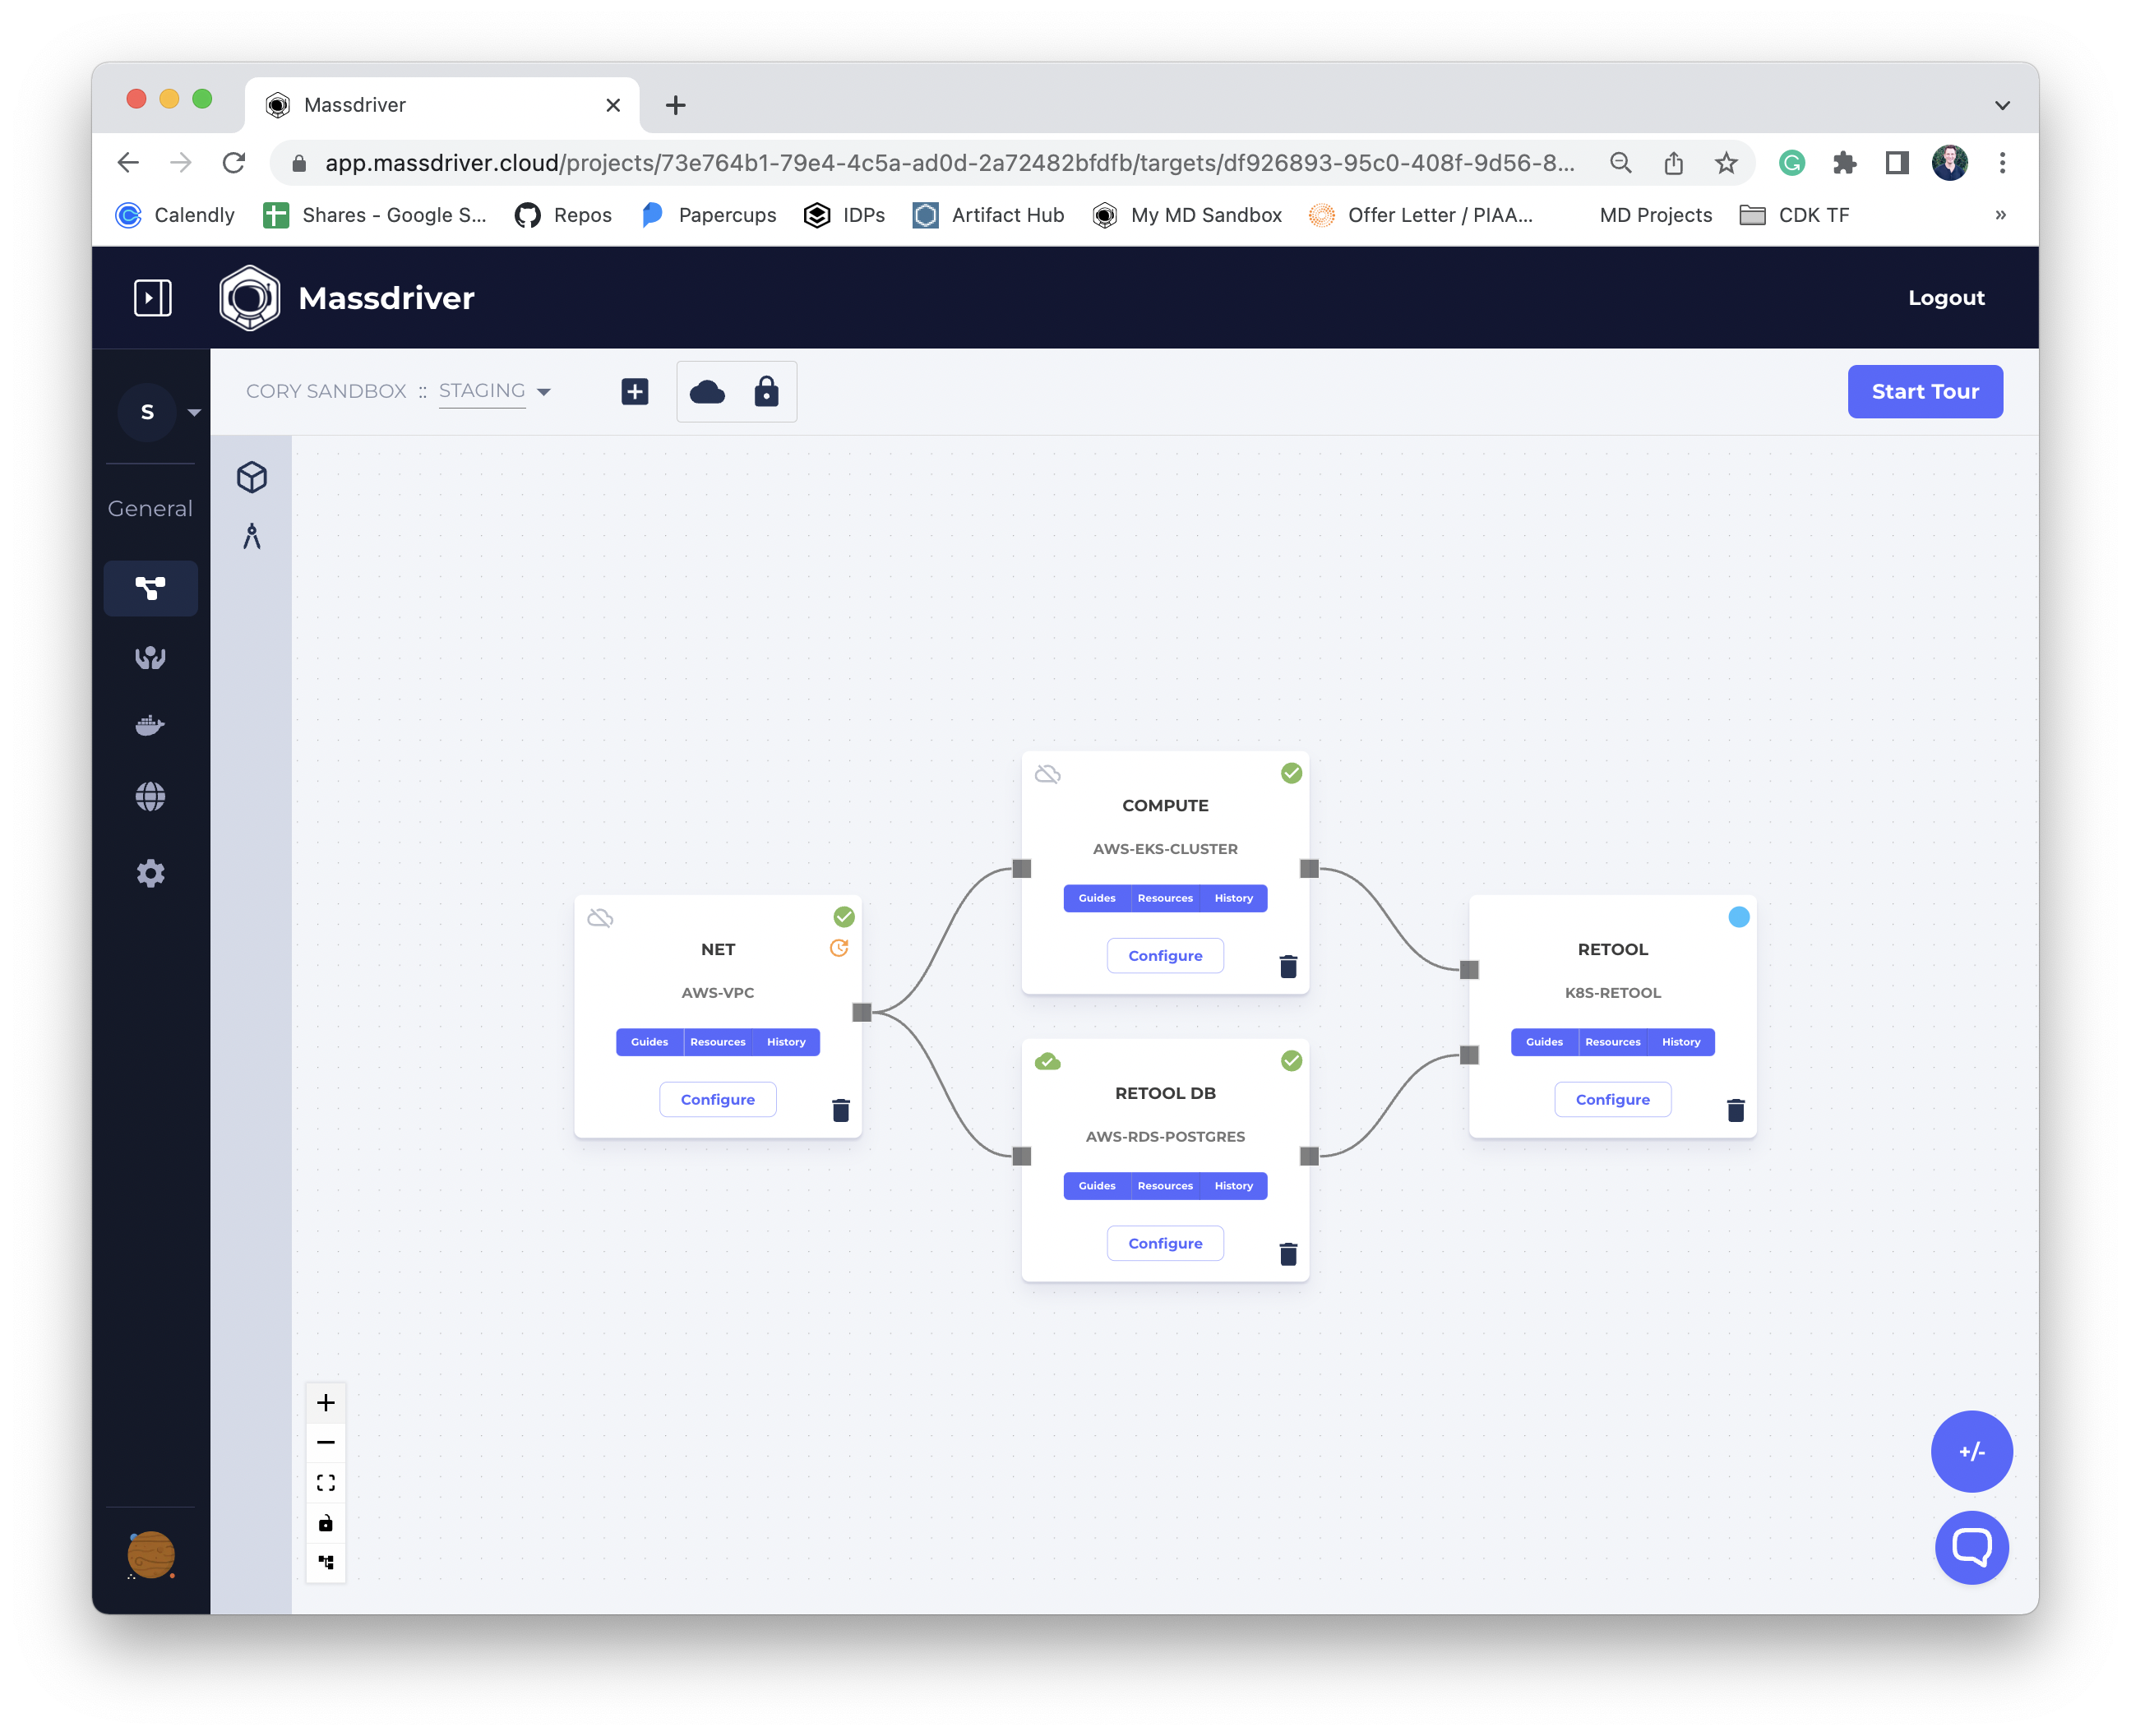 Massdriver
app.massdriver.cloud/projects/73e764b1-79e4-4c5a-ad0d-2a72482bfdfb/targets/df926893-95c0-408f-9d56-8...
Calendly Shares - Google S... Repos Papercups IDPs Artifact Hub My MD Sandbox Offer Letter / PIAA... MD Projects CDK TF »
Massdriver Logout
CORY SANDBOX :: STAGING Start Tour
S
General
COMPUTE
AWS-EKS-CLUSTER
Guides Resources History
Configure
NET
AWS-VPC
Guides Resources History
Configure
RETOOL DB
AWS-RDS-POSTGRES
Guides Resources History
Configure
RETOOL
K8S-RETOOL
Guides Resources History
Configure
+/-